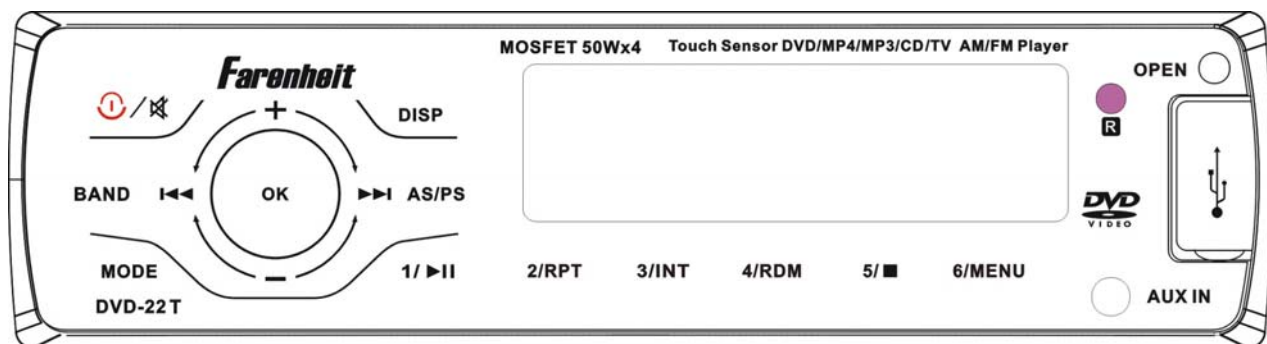 MOSFET 50Wx4 Touch Sensor DVD/MP4/MP3/CD/TV AM/FM Player
Farenheit
OPEN
DISP
R
BAND OK AS/PS
DVD
VIDEO
MODE 1/ 2/RPT 3/INT 4/RDM 5/ 6/MENU
DVD-22T
AUX IN